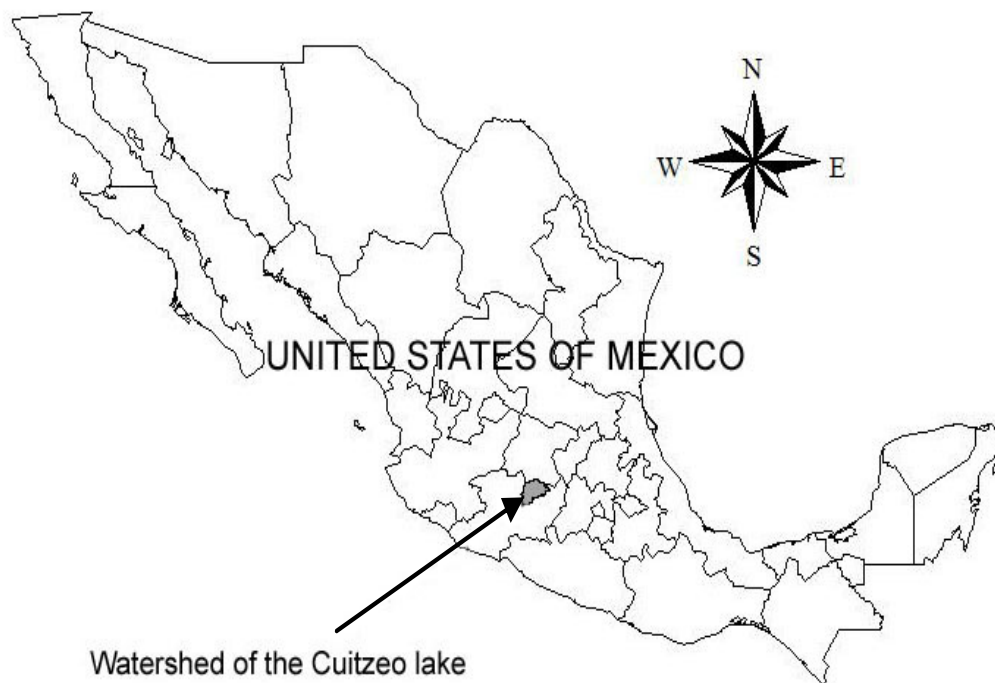 N
W E
S
UNITED STATES OF MEXICO
Watershed of the Cuitzeo lake